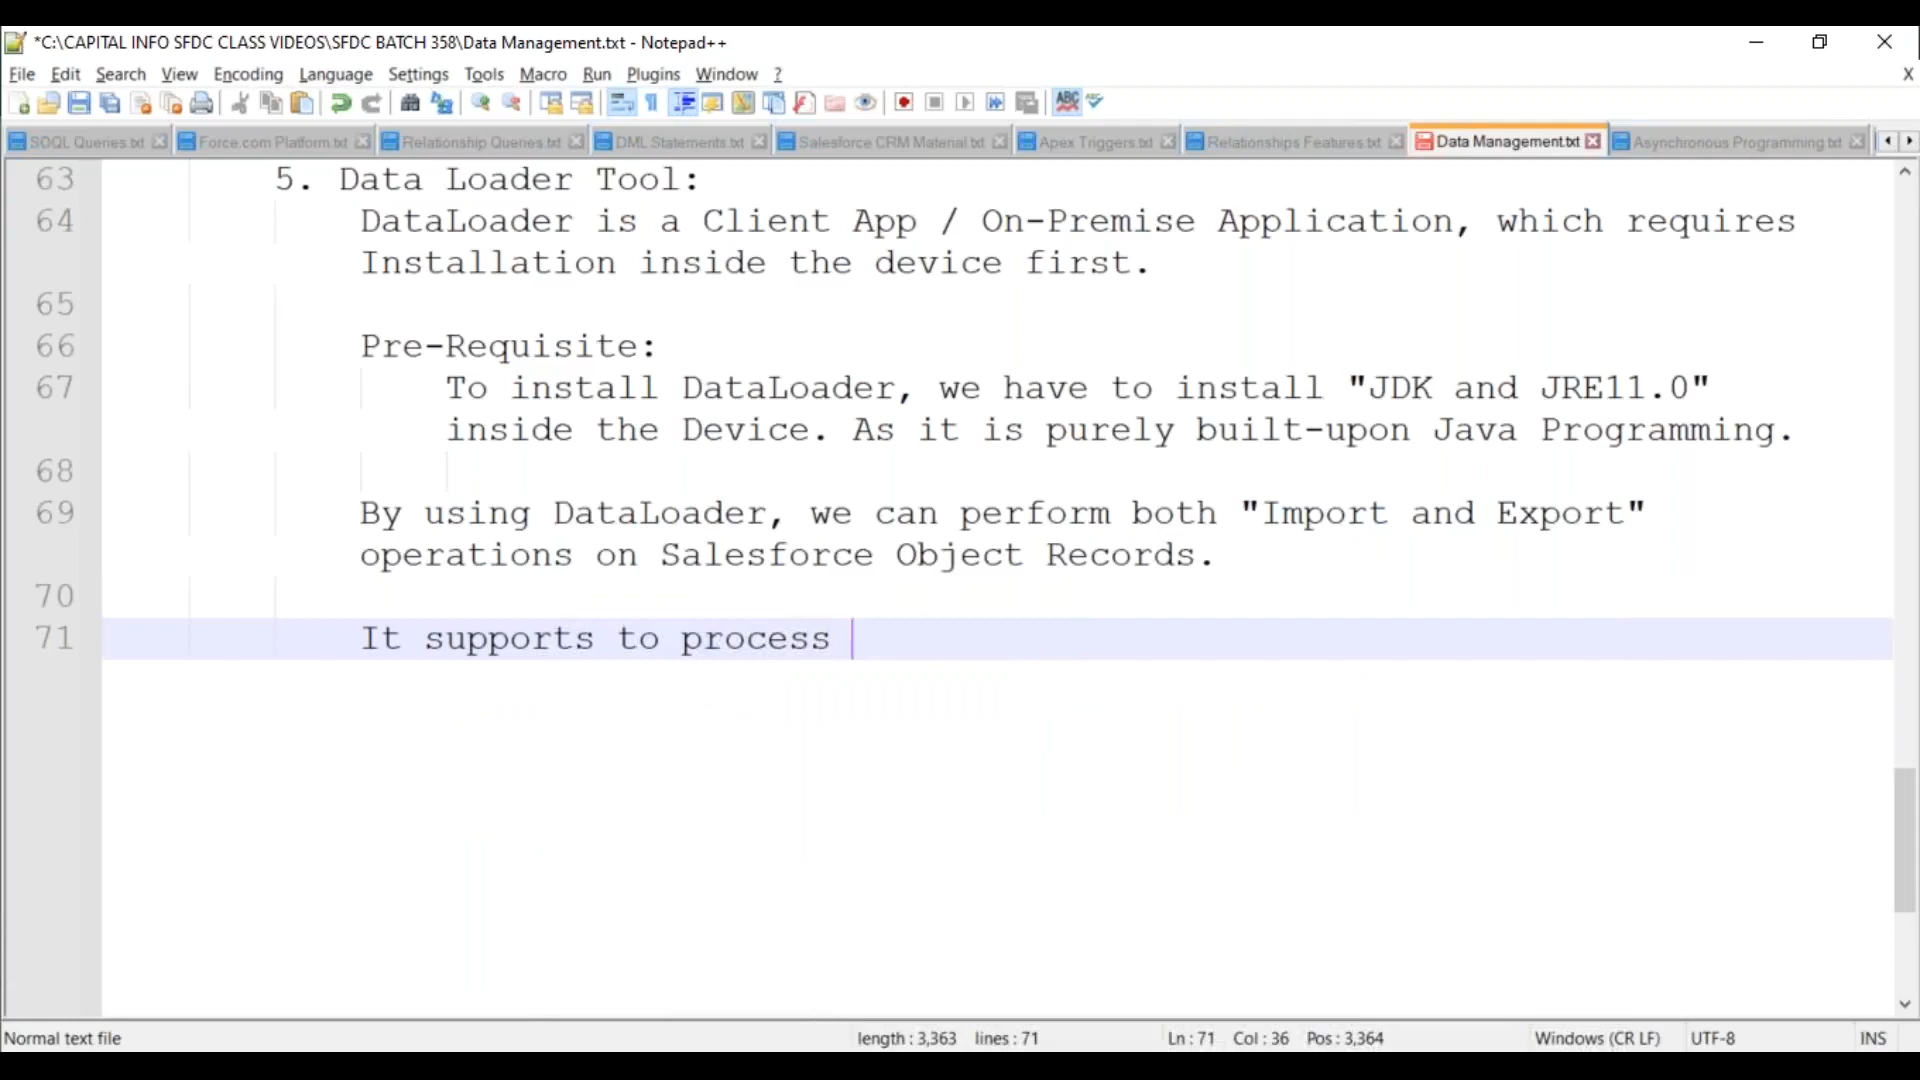 *C:\CAPITAL INFO SFDC CLASS VIDEOS\SFDC BATCH 358\Data Management.txt - Notepad++
File Edit Search View Encoding Language Settings Tools Macro Run Plugins Window ? X
SOQL Queries.txt Force.com Platform.txt Relationship Queries.txt DML Statements.txt Salesforce CRM Material.txt Apex Triggers.txt Relationships Features.txt Data Management.txt Asynchronous Programming.txt
63 5. Data Loader Tool:
64 DataLoader is a Client App / On-Premise Application, which requires
Installation inside the device first.
65
66 Pre-Requisite:
67 To install DataLoader, we have to install "JDK and JRE11.0"
inside the Device. As it is purely built-upon Java Programming.
68
69 By using DataLoader, we can perform both "Import and Export"
operations on Salesforce Object Records.
70
71 It supports to process
Normal text file length : 3,363 lines : 71 Ln : 71 Col : 36 Pos : 3,364 Windows (CR LF) UTF-8 INS